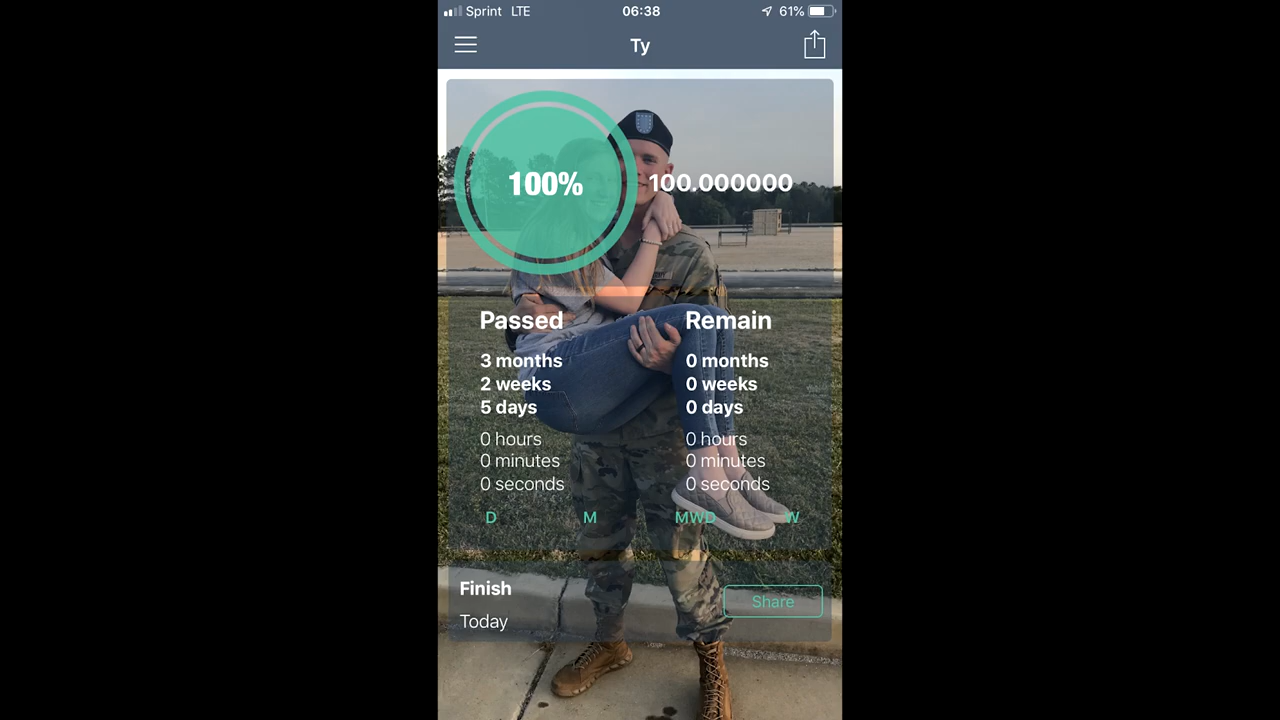 Sprint LTE 06:38 61%
Ty
100% 100.000000
Passed Remain
3 months 0 months
2 weeks 0 weeks
5 days 0 days
0 hours 0 hours
0 minutes 0 minutes
0 seconds 0 seconds
D M MWD W
Finish
Share
Today